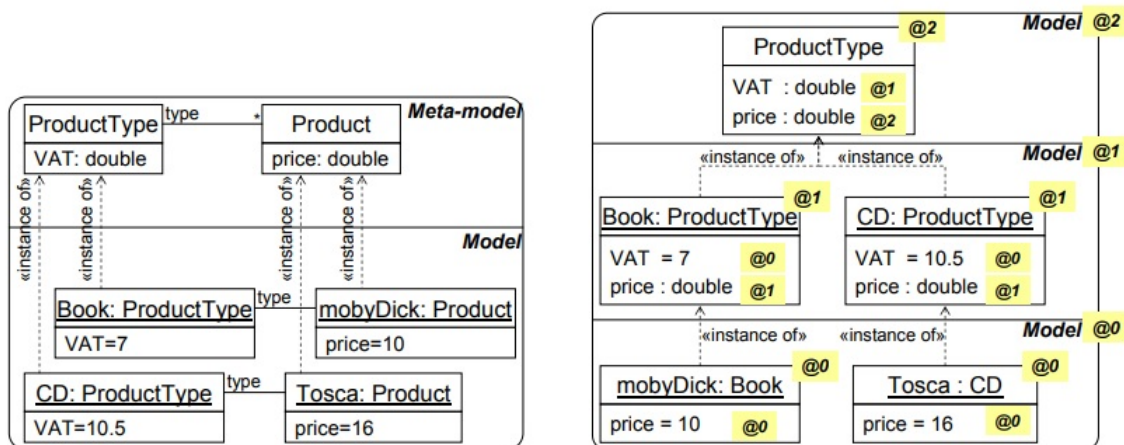 Meta-model
ProductType
type
*
Product
VAT: double
price: double
«instance of»
«instance of»
«instance of»
«instance of»
Model
Book: ProductType
type
mobyDick: Product
VAT=7
price=10
CD: ProductType
type
Tosca: Product
VAT=10.5
price=16
Model @2
@2
ProductType
VAT : double @1
price : double @2
Model @1
«instance of» «instance of»
@1 @1
Book: ProductType
CD: ProductType
VAT = 7 @0
price : double @1
VAT = 10.5 @0
price : double @1
Model @0
«instance of» «instance of»
@0 @0
mobyDick: Book
Tosca : CD
price = 10 @0
price = 16 @0